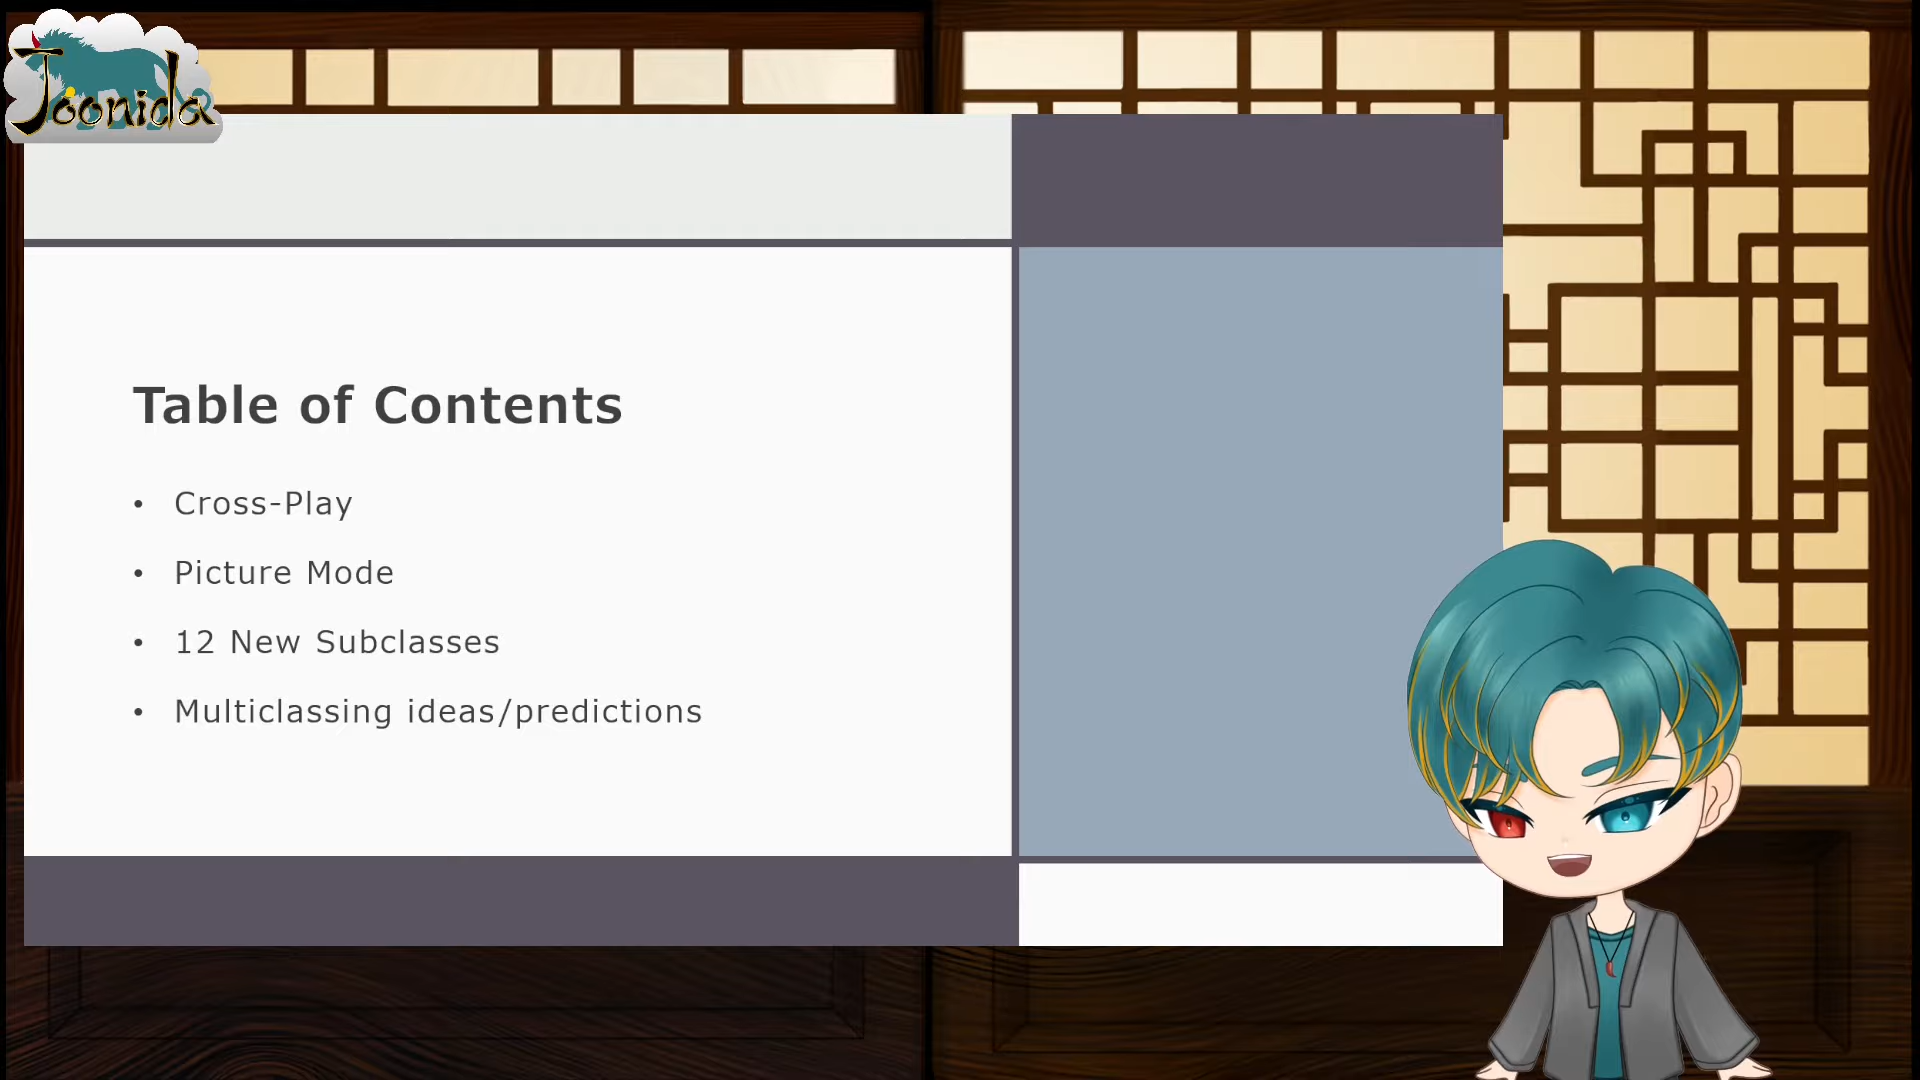 Joonida
Table of Contents
• Cross-Play
• Picture Mode
• 12 New Subclasses
• Multiclassing ideas/predictions